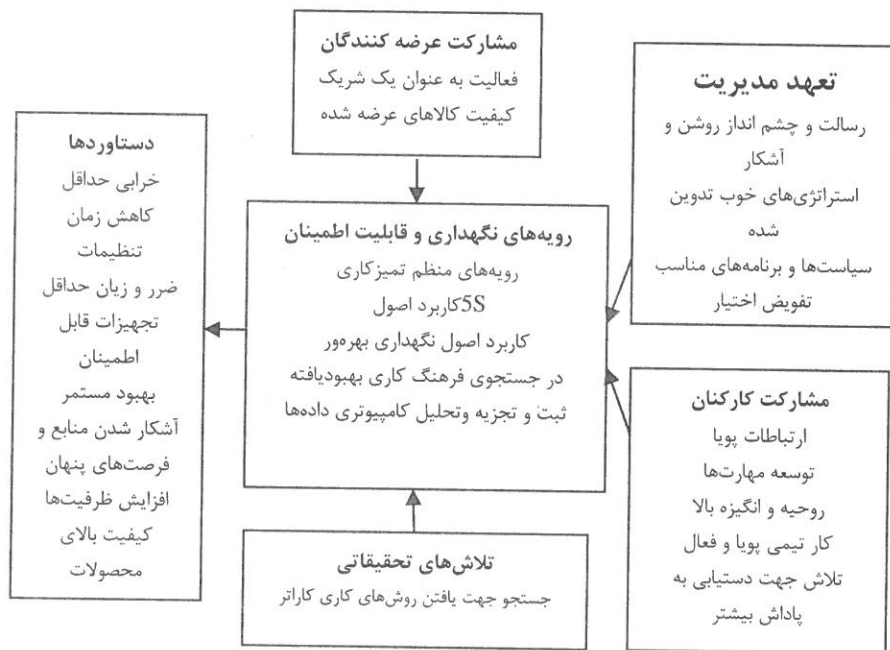 مشارکت عرضه کنندگان
فعالیت به عنوان یک شریک
کیفیت کالاهای عرضه شده
تعهد مدیریت
رسالت و چشم انداز روشن و
آشکار
استراتژی‌های خوب تدوین
شده
سیاست‌ها و برنامه‌های مناسب
تفویض اختیار
رویه‌های نگهداری و قابلیت اطمینان
رویه‌های منظم تمیزکاری
5Sکاربرد اصول
کاربرد اصول نگهداری بهره‌ور
در جستجوی فرهنگ کاری بهبودیافته
ثبت و تجزیه وتحلیل کامپیوتری داده‌ها
دستاوردها
خرابی حداقل
کاهش زمان
تنظیمات
ضرر و زیان حداقل
تجهیزات قابل
اطمینان
بهبود مستمر
آشکار شدن منابع و
فرصت‌های پنهان
افزایش ظرفیت‌ها
کیفیت بالای
محصولات
مشارکت کارکنان
ارتباطات پویا
توسعه مهارت‌ها
روحیه و انگیزه بالا
کار تیمی پویا و فعال
تلاش جهت دستیابی به
پاداش بیشتر
تلاش‌های تحقیقاتی
جستجو جهت یافتن روش‌های کاری کاراتر